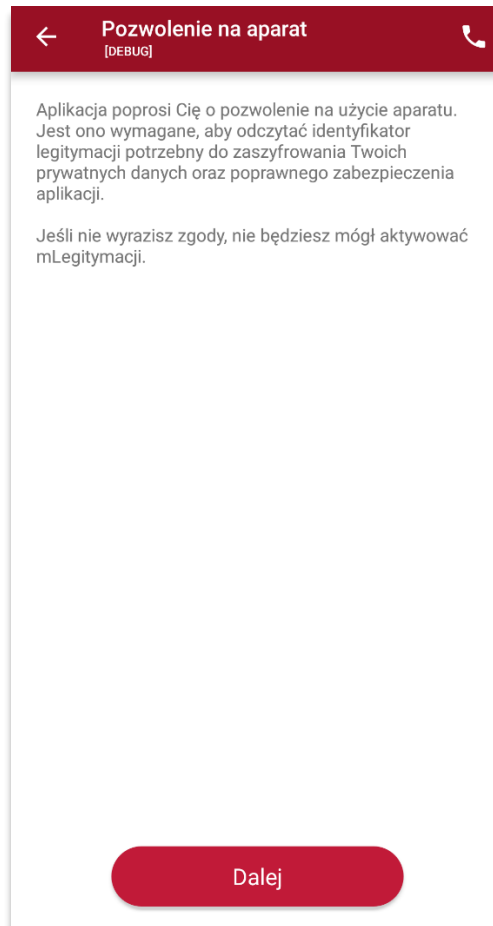 Pozwolenie na aparat
[DEBUG]
Aplikacja poprosi Cię o pozwolenie na użycie aparatu.
Jest ono wymagane, aby odczytać identyfikator
legitymacji potrzebny do zaszyfrowania Twoich
prywatnych danych oraz poprawnego zabezpieczenia
aplikacji.
Jeśli nie wyrazisz zgody, nie będziesz mógł aktywować
mLegitymacji.
Dalej